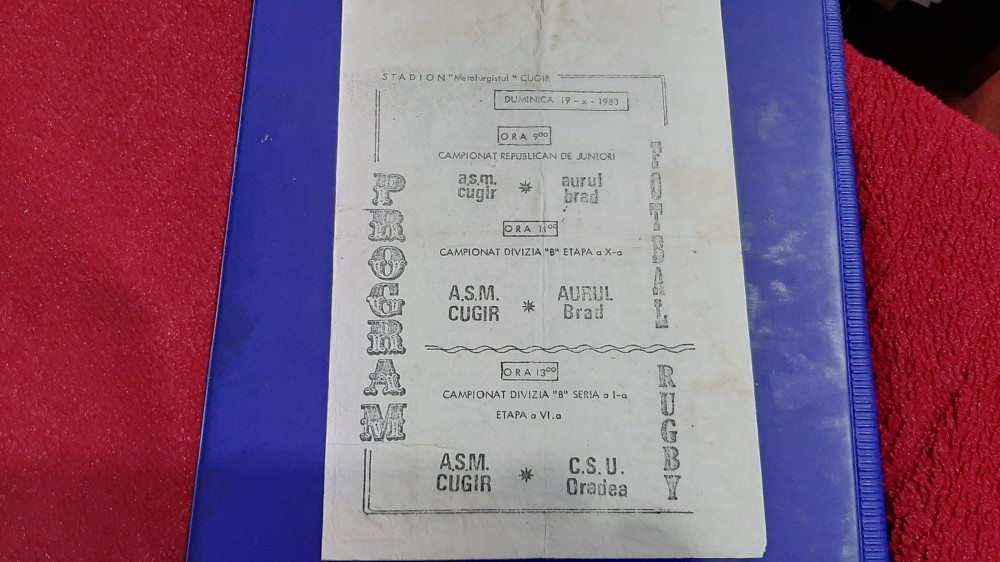 STADION "Metalurgistul" CUGIR
DUMINICA 19 - x - 1980
ORA 9⁰⁰
CAMPIONAT REPUBLICAN DE JUNIORI
a.s.m. cugir * aurul brad
ORA 11⁰⁰
CAMPIONAT DIVIZIA "B" ETAPA a X-a
A.S.M. CUGIR * AURUL Brad
ORA 13⁰⁰
CAMPIONAT DIVIZIA "B" SERIA a I-a
ETAPA a VI.a
A.S.M. CUGIR * C.S.U. Oradea
PROGRAM
FOTBAL
RUGBY